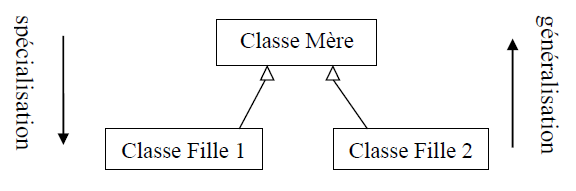 spécialisation
Classe Mère
généralisation
Classe Fille 1
Classe Fille 2